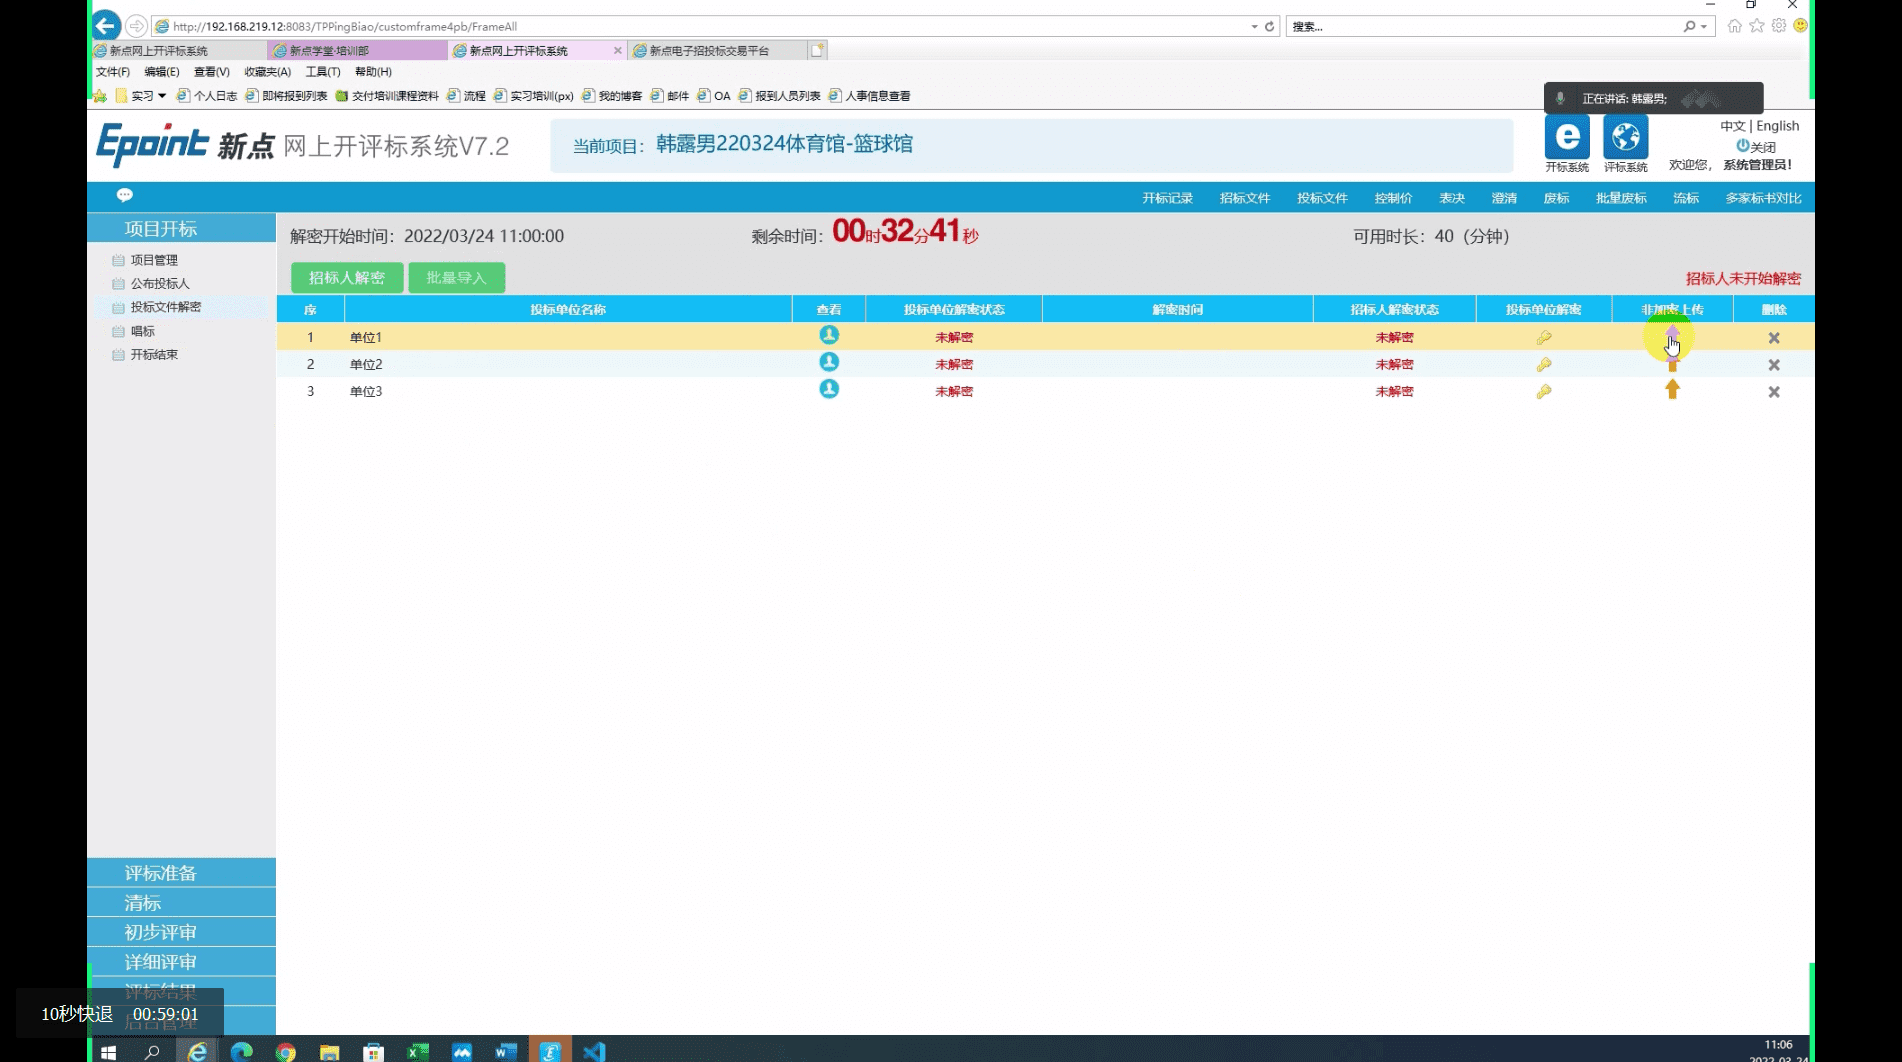 http://192.168.219.12:8083/TPPingBiao/customframe4pb/FrameAll
搜索...
新点网上开评标系统
新点学堂-培训部
新点网上开评标系统
新点电子招投标交易平台
文件(F) 编辑(E) 查看(V) 收藏夹(A) 工具(T) 帮助(H)
实习 个人日志 即将报到列表 交付培训课程资料 流程 实习培训(px) 我的博客 邮件 OA 报到人员列表 人事信息查看
正在讲话: 韩露男;
Epoint 新点 网上开评标系统V7.2
当前项目: 韩露男220324体育馆-篮球馆
开标系统 评标系统
中文 | English
关闭
欢迎您, 系统管理员!
开标记录 招标文件 投标文件 控制价 表决 澄清 废标 批量废标 流标 多家标书对比
项目开标
项目管理
公布投标人
投标文件解密
唱标
开标结束
解密开始时间: 2022/03/24 11:00:00
剩余时间: 00时32分41秒
可用时长: 40 (分钟)
招标人解密 批量导入
招标人未开始解密
序 投标单位名称 查看 投标单位解密状态 解密时间 招标人解密状态 投标单位解密 非加密上传 删除
1 单位1 未解密 未解密
2 单位2 未解密 未解密
3 单位3 未解密 未解密
评标准备
清标
初步评审
详细评审
评标结果
后台管理
10秒快退 00:59:01
11:06
2022-03-24